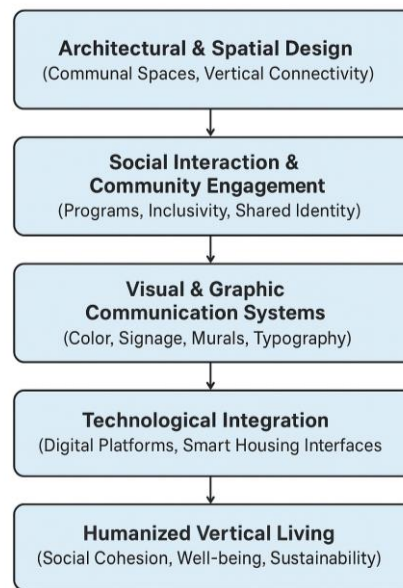 Architectural & Spatial Design
(Communal Spaces, Vertical Connectivity)
Social Interaction &
Community Engagement
(Programs, Inclusivity, Shared Identity)
Visual & Graphic
Communication Systems
(Color, Signage, Murals, Typography)
Technological Integration
(Digital Platforms, Smart Housing Interfaces
Humanized Vertical Living
(Social Cohesion, Well-being, Sustainability)